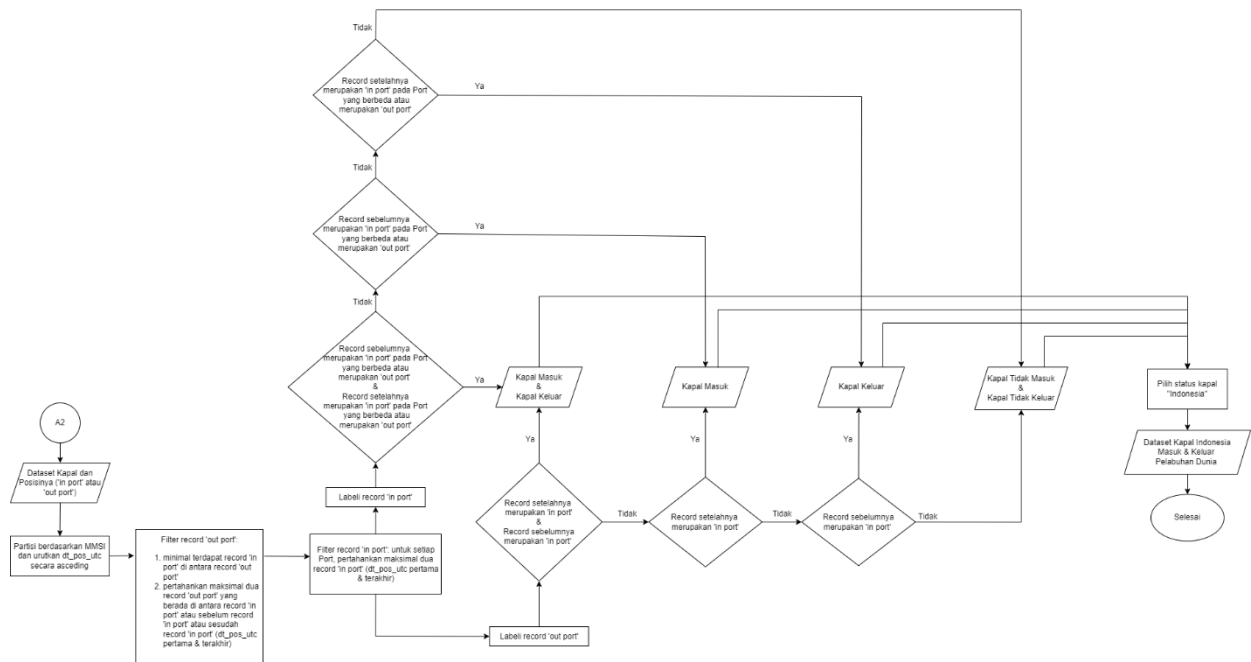 A2
Dataset Kapal dan
Posisinya ('in port' atau
'out port')
Partisi berdasarkan MMSI
dan urutkan dt_pos_utc
secara asceding
Filter record 'out port':
1. minimal terdapat record 'in
port' di antara record 'out
port'
2. pertahankan maksimal dua
record 'out port' yang
berada di antara record 'in
port' atau sebelum record
'in port' atau sesudah
record 'in port' (dt_pos_utc
pertama & terakhir)
Filter record 'in port': untuk setiap
Port, pertahankan maksimal dua
record 'in port' (dt_pos_utc pertama
& terakhir)
Labeli record 'in port'
Record sebelumnya
merupakan 'in port' pada Port
yang berbeda atau
merupakan 'out port'
&
Record setelahnya
merupakan 'in port' pada Port
yang berbeda atau
merupakan 'out port'
Ya
Tidak
Record sebelumnya
merupakan 'in port' pada Port
yang berbeda atau
merupakan 'out port'
Ya
Tidak
Record setelahnya
merupakan 'in port' pada Port
yang berbeda atau
merupakan 'out port'
Ya
Tidak
Labeli record 'out port'
Record setelahnya
merupakan 'in port'
&
Record sebelumnya
merupakan 'in port'
Ya
Tidak
Record setelahnya
merupakan 'in port'
Ya
Tidak
Record sebelumnya
merupakan 'in port'
Ya
Tidak
Kapal Masuk
&
Kapal Keluar
Kapal Masuk
Kapal Keluar
Kapal Tidak Masuk
&
Kapal Tidak Keluar
Pilih status kapal
"Indonesia"
Dataset Kapal Indonesia
Masuk & Keluar
Pelabuhan Dunia
Selesai